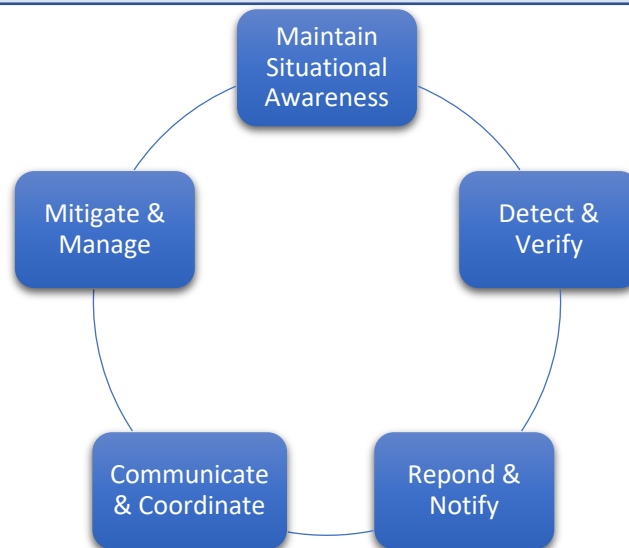 Maintain
Situational
Awareness
Detect &
Verify
Repond &
Notify
Communicate
& Coordinate
Mitigate &
Manage